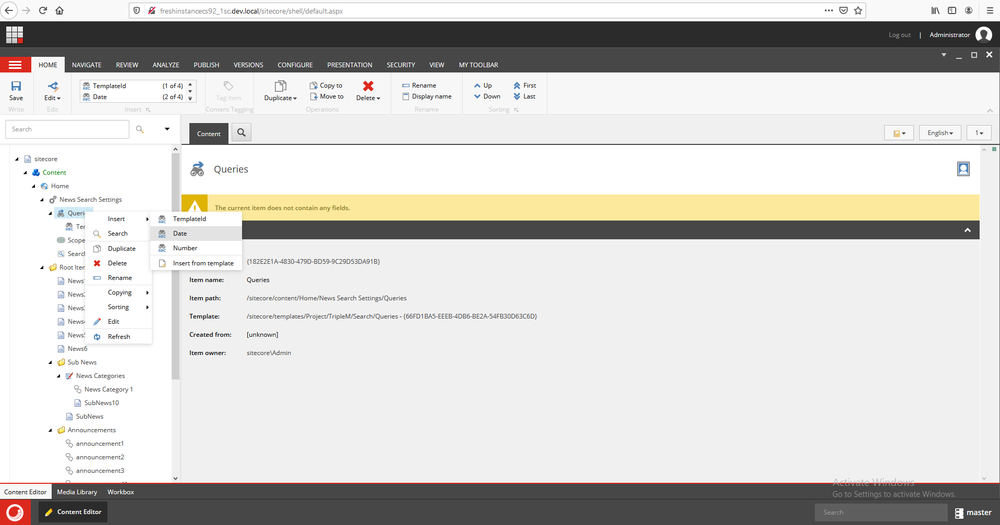 freshinstancecs92_1sc.dev.local/sitecore/shell/default.aspx
Log out | Administrator
HOME NAVIGATE REVIEW ANALYZE PUBLISH VERSIONS CONFIGURE PRESENTATION SECURITY VIEW MY TOOLBAR
TemplateId (1 of 4) Copy to Rename Up First
Save Edit Date (2 of 4) Tag item Duplicate Move to Delete Display name Down Last
Write Edit Insert Content Tagging Operations Rename Sorting
Search
Content
English
1
sitecore
Content
Home
News Search Settings
Queri
Ter
Scope
Search
Root Iten
News
News2
News3
News4
News5
News6
Sub News
News Categories
News Category 1
SubNews10
SubNews
Announcements
announcement1
announcement2
announcement3
Insert
Search
Duplicate
Delete
Rename
Copying
Sorting
Edit
Refresh
TemplateId
Date
Number
Insert from template
Queries
The current item does not contain any fields.
{182E2E1A-4830-479D-BD59-9C29D53DA91B}
Item name: Queries
Item path: /sitecore/content/Home/News Search Settings/Queries
Template: /sitecore/templates/Project/TripleM/Search/Queries - {66FD1BA5-EEEB-4DB6-BE2A-54FB30D63C6D}
Created from: [unknown]
Item owner: sitecore\Admin
Activate Windows
Go to Settings to activate Windows.
Content Editor Media Library Workbox
Content Editor
Search
master